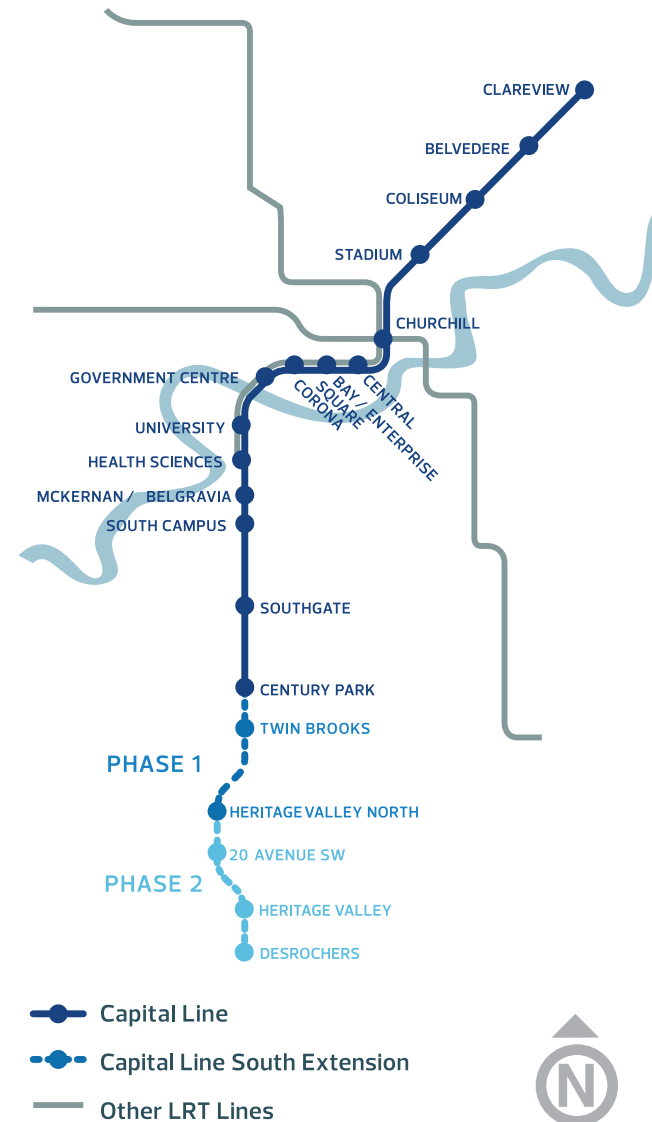 CLAREVIEW
BELVEDERE
COLISEUM
STADIUM
CHURCHILL
GOVERNMENT CENTRE
CENTRAL
BAY / ENTERPRISE
SQUARE
CORONA
UNIVERSITY
HEALTH SCIENCES
MCKERNAN / BELGRAVIA
SOUTH CAMPUS
SOUTHGATE
CENTURY PARK
TWIN BROOKS
PHASE 1
HERITAGE VALLEY NORTH
20 AVENUE SW
PHASE 2
HERITAGE VALLEY
DESROCHERS
Capital Line
Capital Line South Extension
Other LRT Lines
N